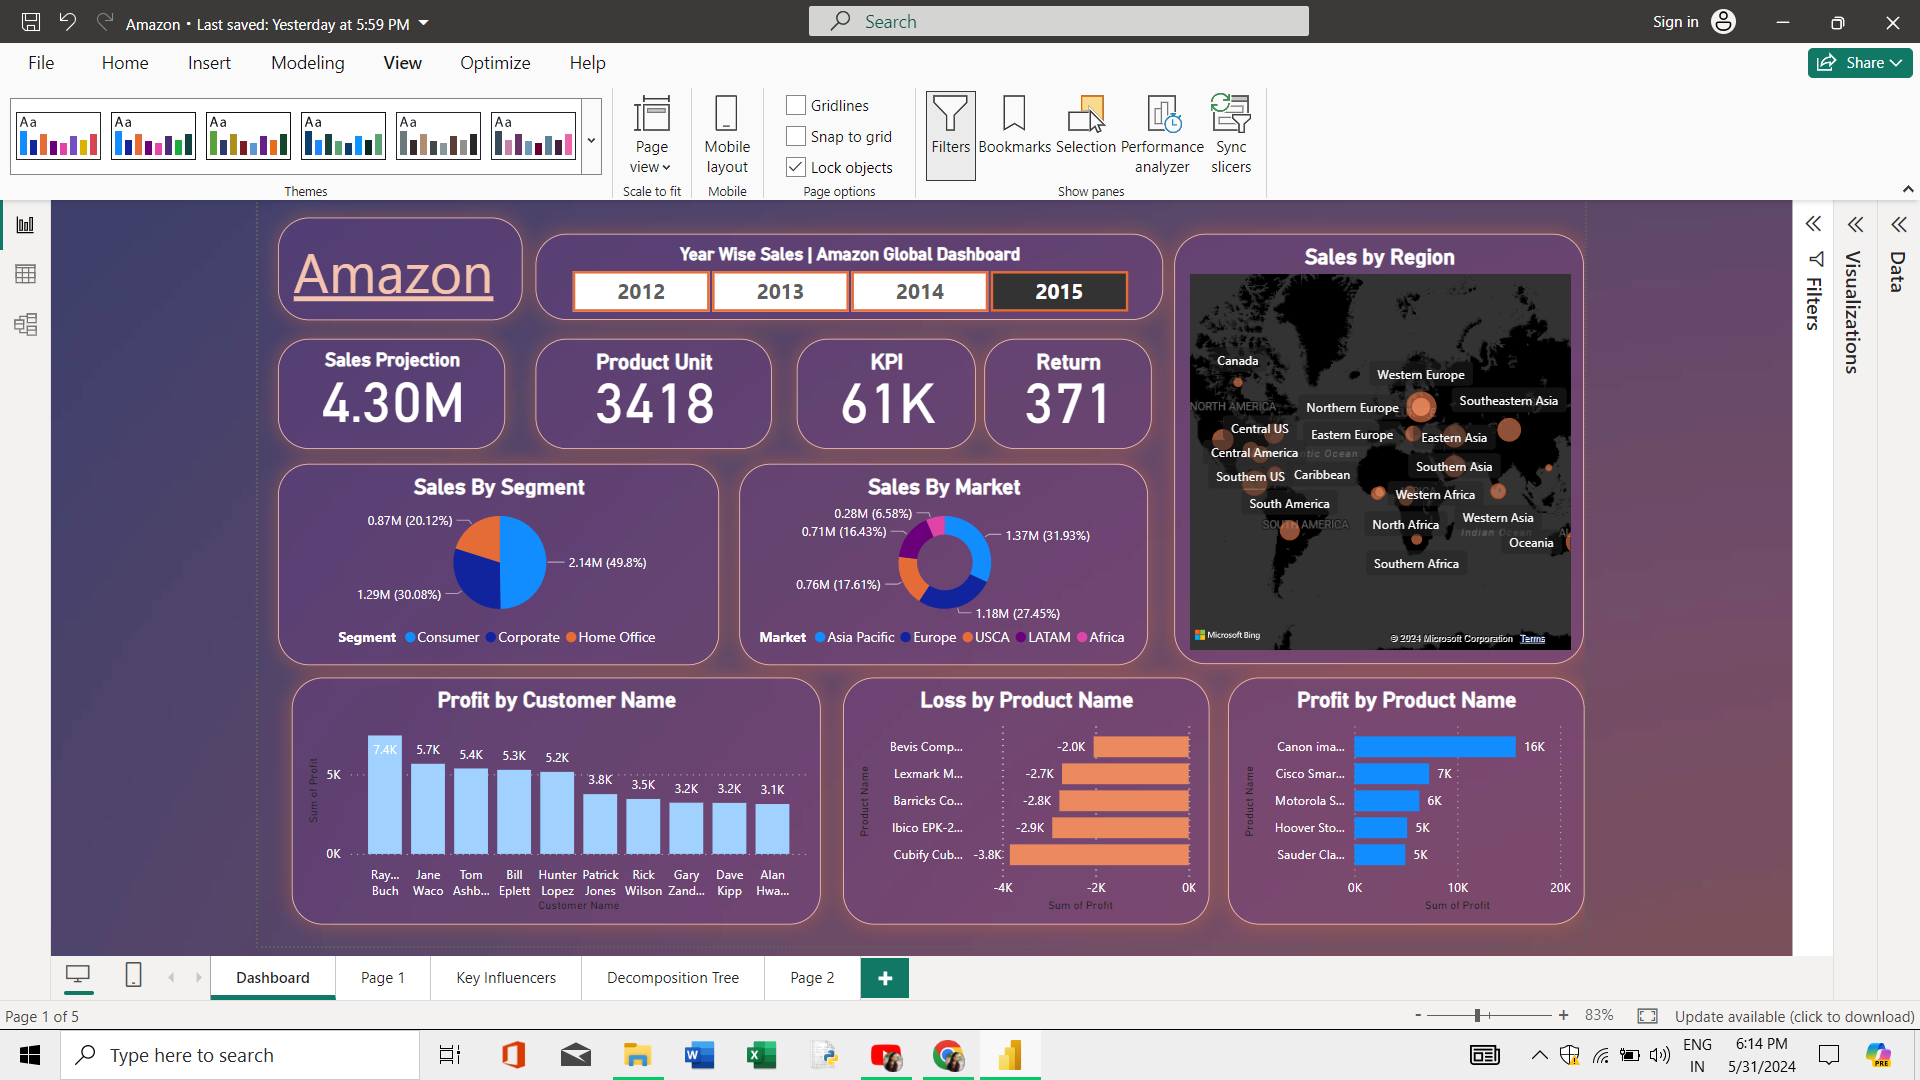 Amazon • Last saved: Yesterday at 5:59 PM
Search
Sign in
File Home Insert Modeling View Optimize Help
Share
Aa Aa Aa Aa Aa Aa
Themes
Page view
Scale to fit
Mobile layout
Mobile
Gridlines
Snap to grid
Lock objects
Page options
Filters
Bookmarks
Selection
Performance analyzer
Sync slicers
Show panes
Amazon
Year Wise Sales | Amazon Global Dashboard
2012 2013 2014 2015
Sales Projection
4.30M
Product Unit
3418
KPI
61K
Return
371
Sales by Region
Canada
Western Europe
Southeastern Asia
NORTH AMERICA
Northern Europe
Central US
Eastern Europe
Eastern Asia
Central America
ntic Ocean
Southern US
Caribbean
Southern Asia
South America
Western Africa
SOUTH AMERICA
North Africa
Western Asia
Indian Ocean
Oceania
Southern Africa
Microsoft Bing
© 2024 Microsoft Corporation Terms
Sales By Segment
0.87M (20.12%)
2.14M (49.8%)
1.29M (30.08%)
Segment Consumer Corporate Home Office
Sales By Market
0.28M (6.58%)
0.71M (16.43%)
1.37M (31.93%)
0.76M (17.61%)
1.18M (27.45%)
Market Asia Pacific Europe USCA LATAM Africa
Profit by Customer Name
Sum of Profit
5K
0K
7.4K 5.7K 5.4K 5.3K 5.2K 3.8K 3.5K 3.2K 3.2K 3.1K
Ray... Jane Tom Bill Hunter Patrick Rick Gary Dave Alan
Buch Waco Ashb... Eplett Lopez Jones Wilson Zand... Kipp Hwa...
Customer Name
Loss by Product Name
Product Name
Bevis Comp... -2.0K
Lexmark M... -2.7K
Barricks Co... -2.8K
Ibico EPK-2... -2.9K
Cubify Cub... -3.8K
-4K -2K 0K
Sum of Profit
Profit by Product Name
Product Name
Canon ima... 16K
Cisco Smar... 7K
Motorola S... 6K
Hoover Sto... 5K
Sauder Cla... 5K
0K 10K 20K
Sum of Profit
Filters
Visualizations
Data
Dashboard Page 1 Key Influencers Decomposition Tree Page 2 +
Page 1 of 5
- + 83%
Update available (click to download)
Type here to search
ENG
IN
6:14 PM
5/31/2024
PRE